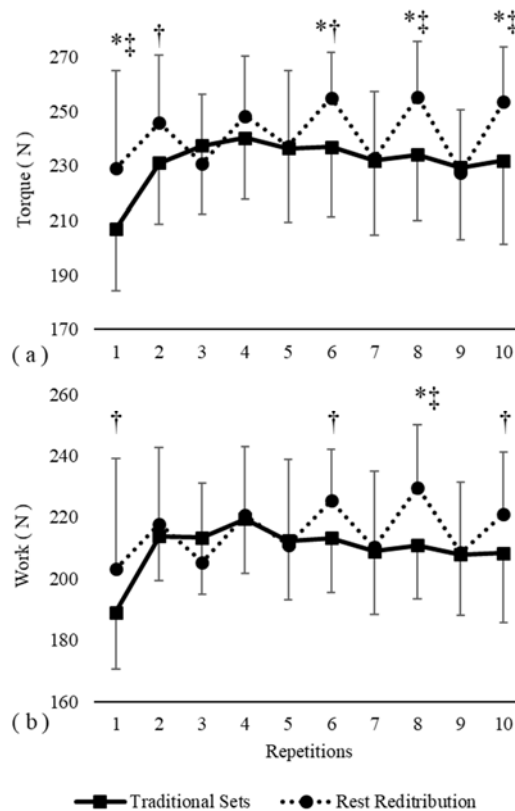 *‡ † *† *‡ *‡
270
250
230
210
190
170
Torque ( N )
1 2 3 4 5 6 7 8 9 10
( a )
260
240
220
200
180
160
Work ( N )
† † *‡ †
1 2 3 4 5 6 7 8 9 10
( b )
Repetitions
Traditional Sets Rest Reditribution